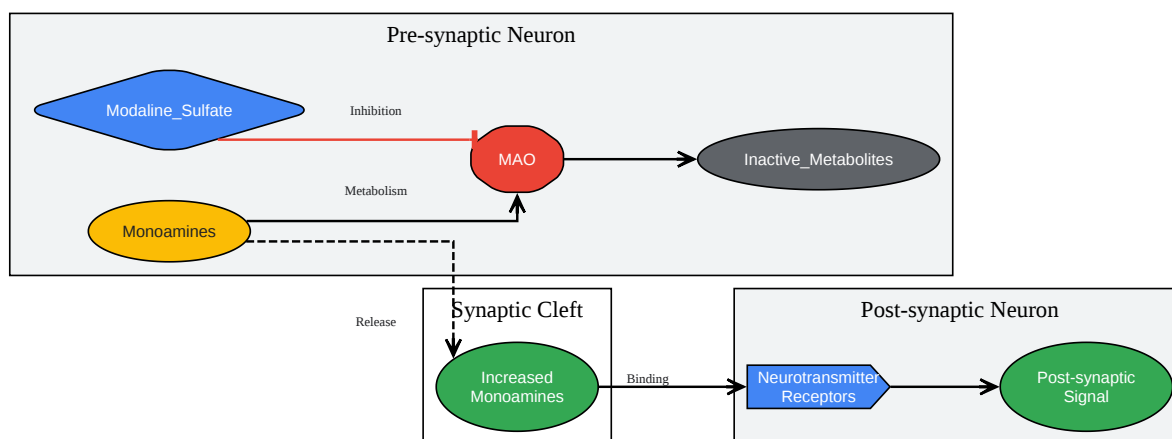 Pre-synaptic Neuron
Modaline_Sulfate
Inhibition
MAO
Inactive_Metabolites
Metabolism
Monoamines
Release
Synaptic Cleft
Increased
Monoamines
Binding
Post-synaptic Neuron
Neurotransmitter
Receptors
Post-synaptic
Signal